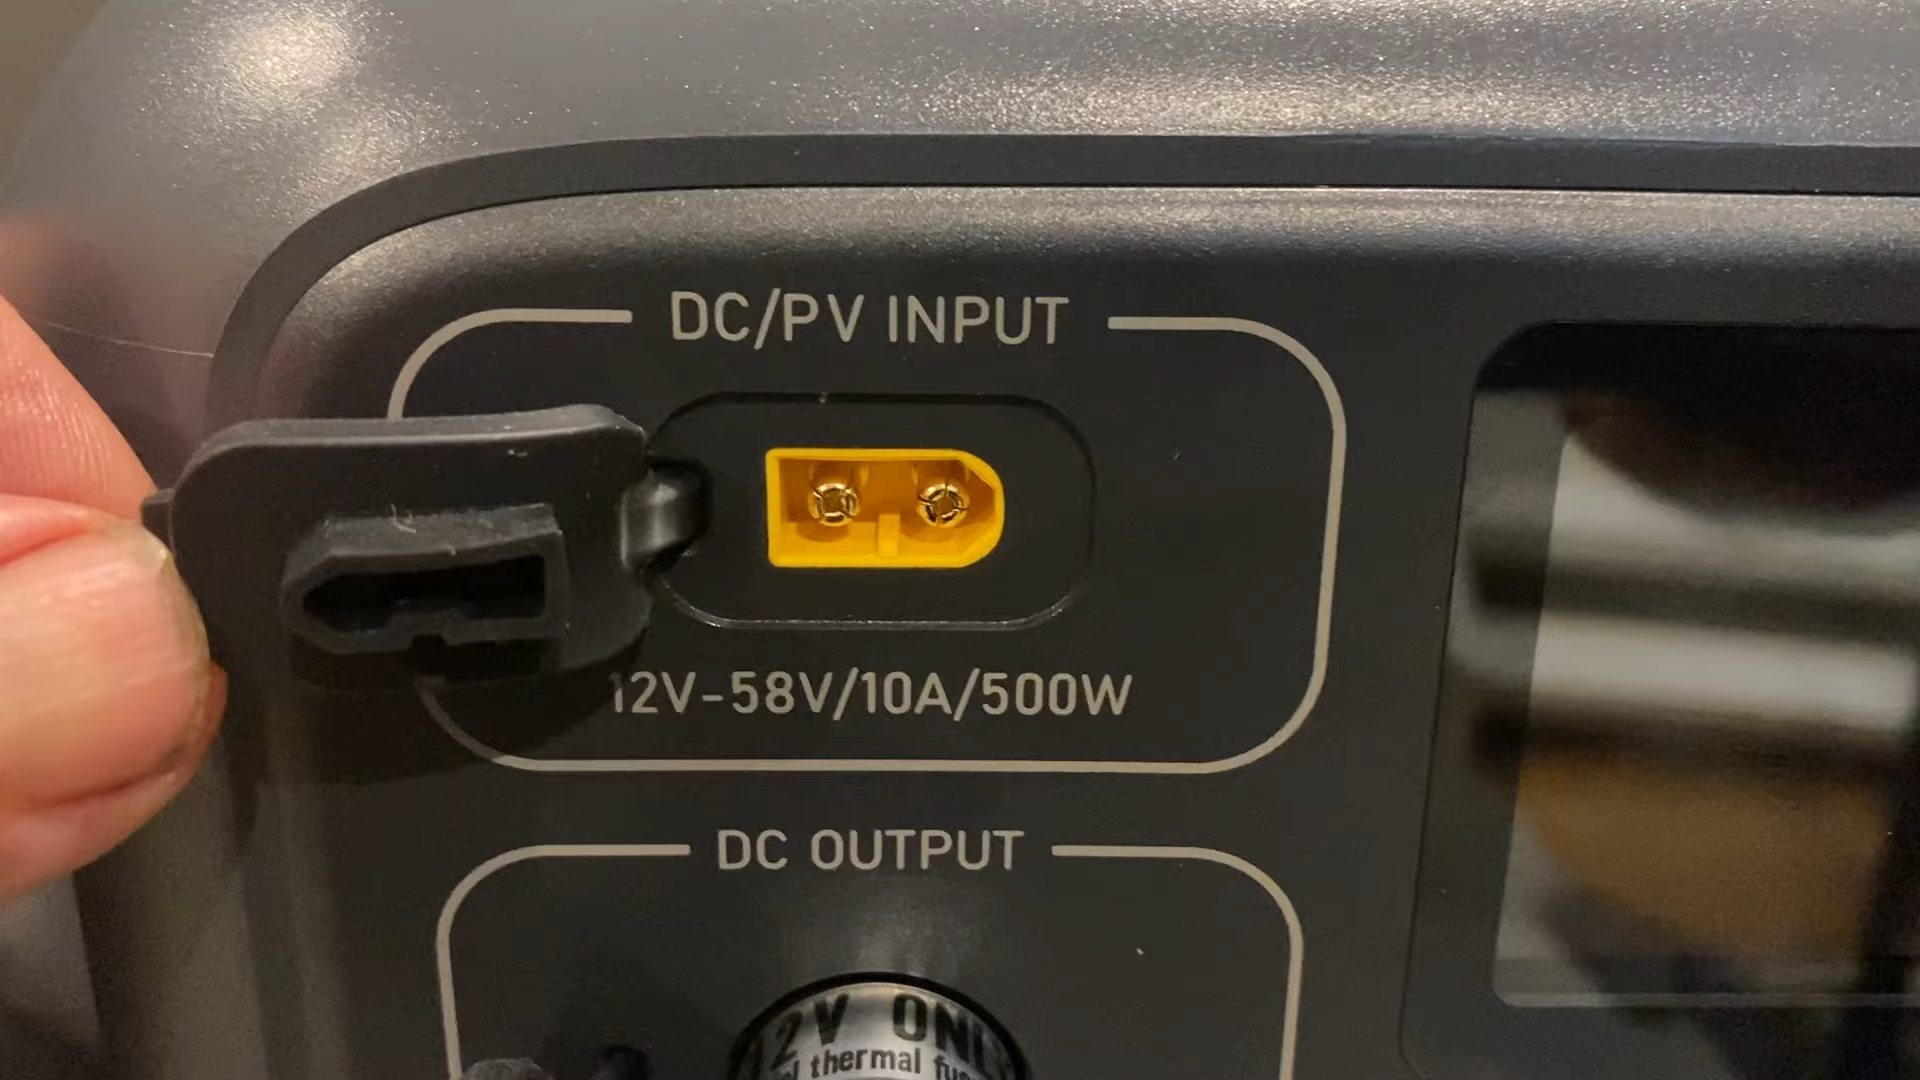 DC/PV INPUT
12V-58V/10A/500W
DC OUTPUT
12V ONLY
thermal